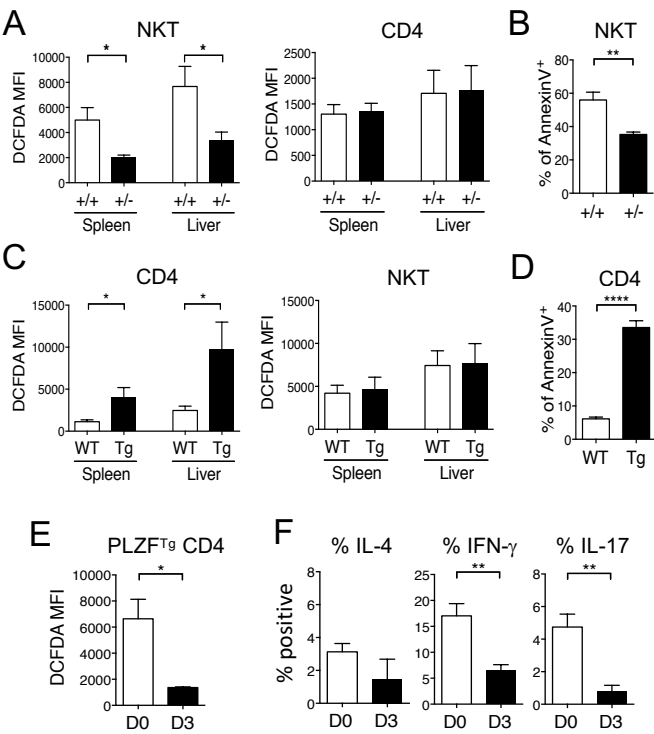 A
NKT
CD4
B
NKT
DCFDA MFI
10000
8000
6000
4000
2000
0
*
*
+/+ +/- +/+ +/-
Spleen Liver
DCFDA MFI
2500
2000
1500
1000
500
0
+/+ +/- +/+ +/-
Spleen Liver
% of AnnexinV+
80
60
40
20
0
**
+/+ +/-
C
CD4
NKT
D
CD4
DCFDA MFI
15000
10000
5000
0
*
*
WT Tg WT Tg
Spleen Liver
DCFDA MFI
15000
10000
5000
0
WT Tg WT Tg
Spleen Liver
% of AnnexinV+
40
30
20
10
0
****
WT Tg
E
PLZFTg CD4
DCFDA MFI
10000
8000
6000
4000
2000
0
*
D0 D3
F
% IL-4
% IFN-γ
% IL-17
% positive
8
6
4
2
0
D0 D3
25
20
15
10
5
0
**
D0 D3
8
6
4
2
0
**
D0 D3